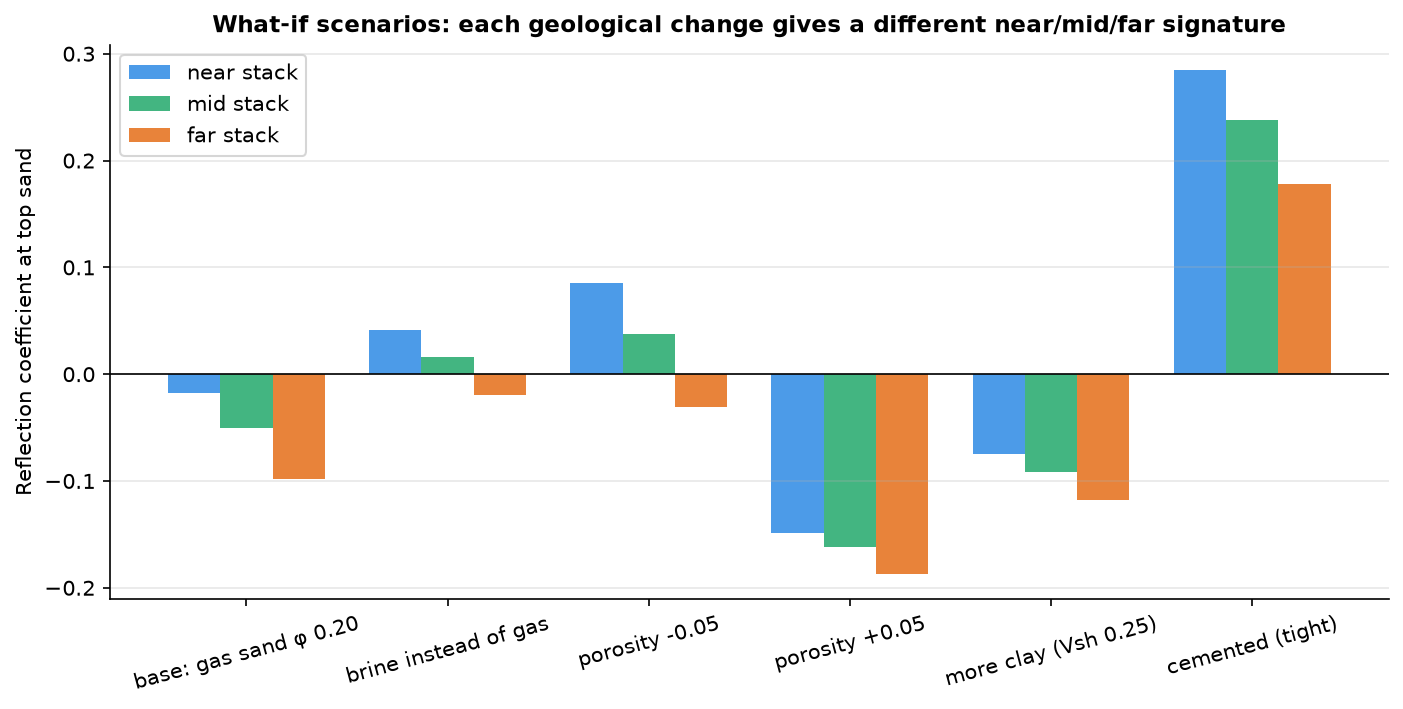 What-if scenarios: each geological change gives a different near/mid/far signature
near stack
mid stack
far stack
Reflection coefficient at top sand
0.3
0.2
0.1
0.0
−0.1
−0.2
base: gas sand φ 0.20
brine instead of gas
porosity -0.05
porosity +0.05
more clay (Vsh 0.25)
cemented (tight)